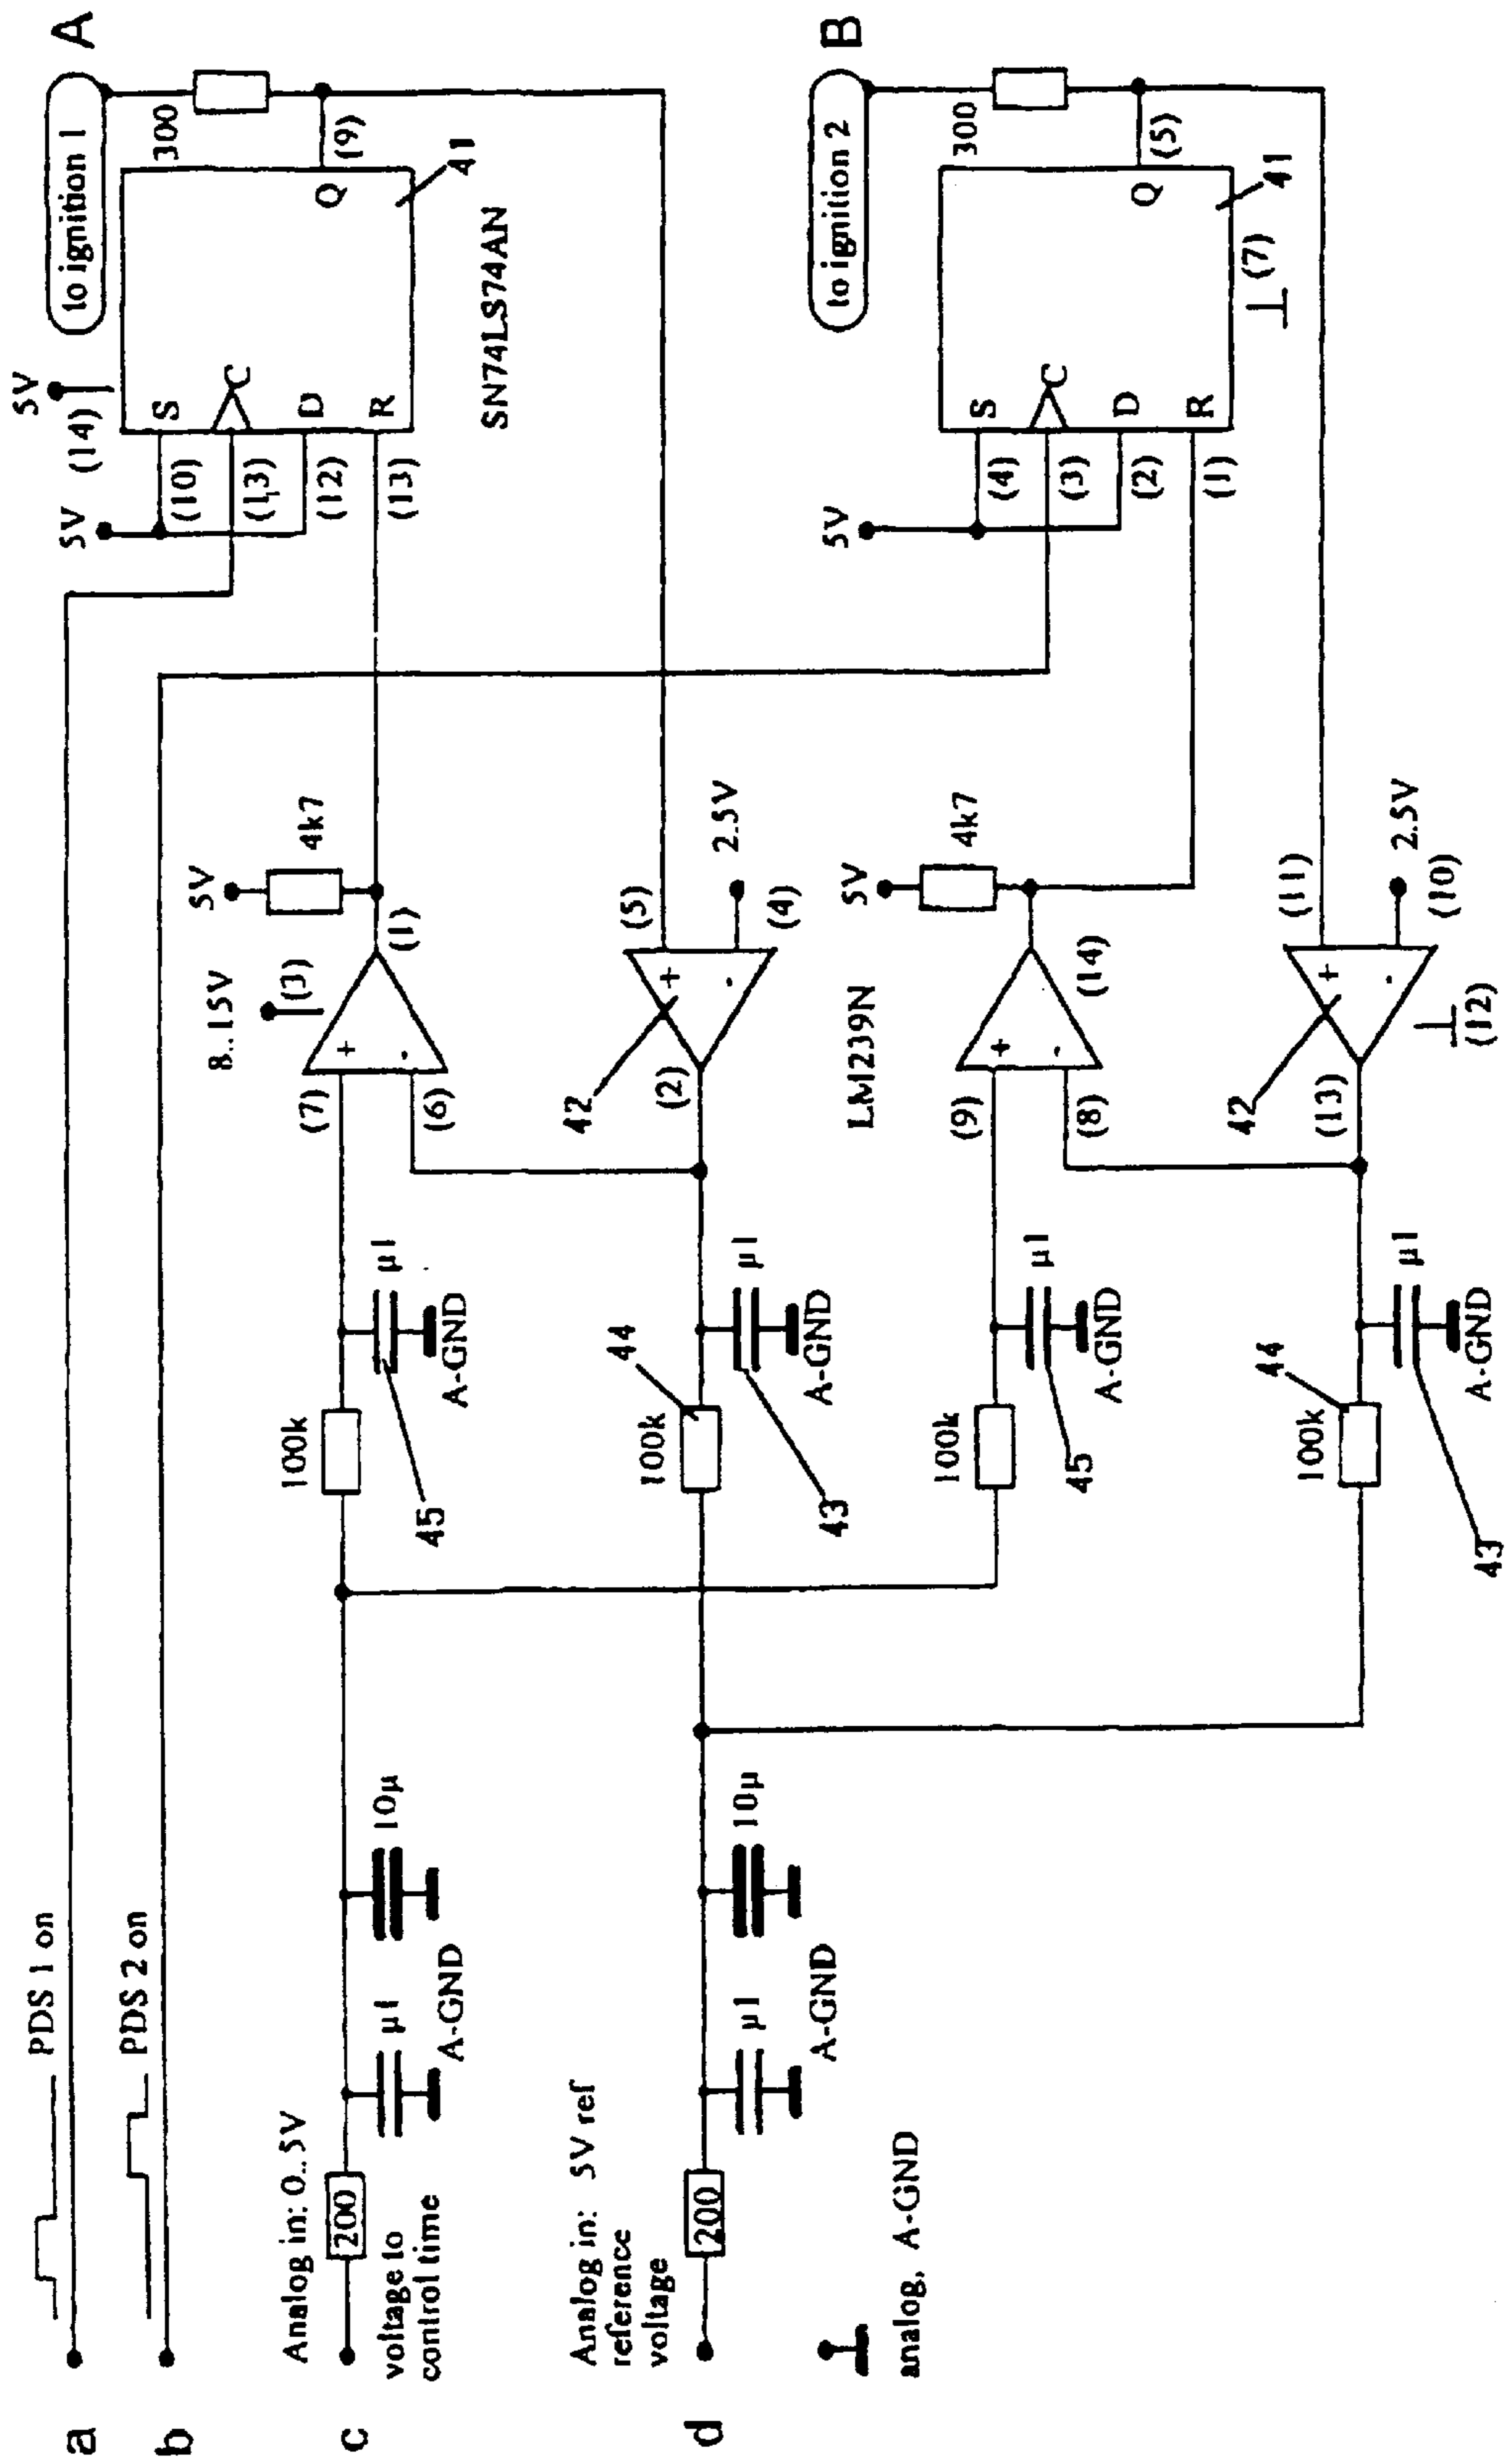 a
PDS 1 on
b
PDS 2 on
c
Analog in: 0..5V
200
voltage to
control time
µ1
A-GND
10µ
100k
45
µ1
A-GND
(7)
(6)
+
-
8..15V
(3)
(1)
5V
4k7
5V
(10)
(1,3)
(12)
(13)
5V
(14)
S
C
D
R
Q
(9)
41
SN74LS74AN
300
to ignition 1
A
d
Analog in: 5V ref
reference
voltage
200
µ1
A-GND
10µ
100k
44
43
µ1
A-GND
(2)
42
+
-
(5)
(4)
2.5V
analog, A-GND
100k
45
µ1
A-GND
(9)
(8)
LM239N
+
-
(14)
5V
4k7
5V
(4)
(3)
(2)
(1)
S
C
D
R
Q
(5)
41
(7)
300
to ignition 2
B
100k
44
43
µ1
A-GND
(13)
42
+
-
(12)
(11)
(10)
2.5V